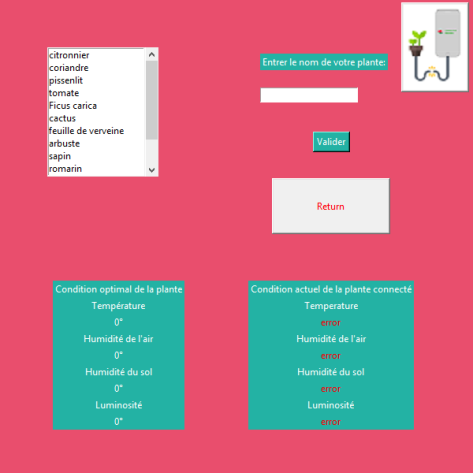 citronnier
coriandre
pissenlit
tomate
Ficus carica
cactus
feuille de verveine
arbuste
sapin
romarin
Entrer le nom de votre plante:
Valider
Return
Condition optimal de la plante
Température
0°
Humidité de l'air
0°
Humidité du sol
0°
Luminosité
0°
Condition actuel de la plante connecté
Temperature
error
Humidité de l'air
error
Humidité du sol
error
Luminosité
error